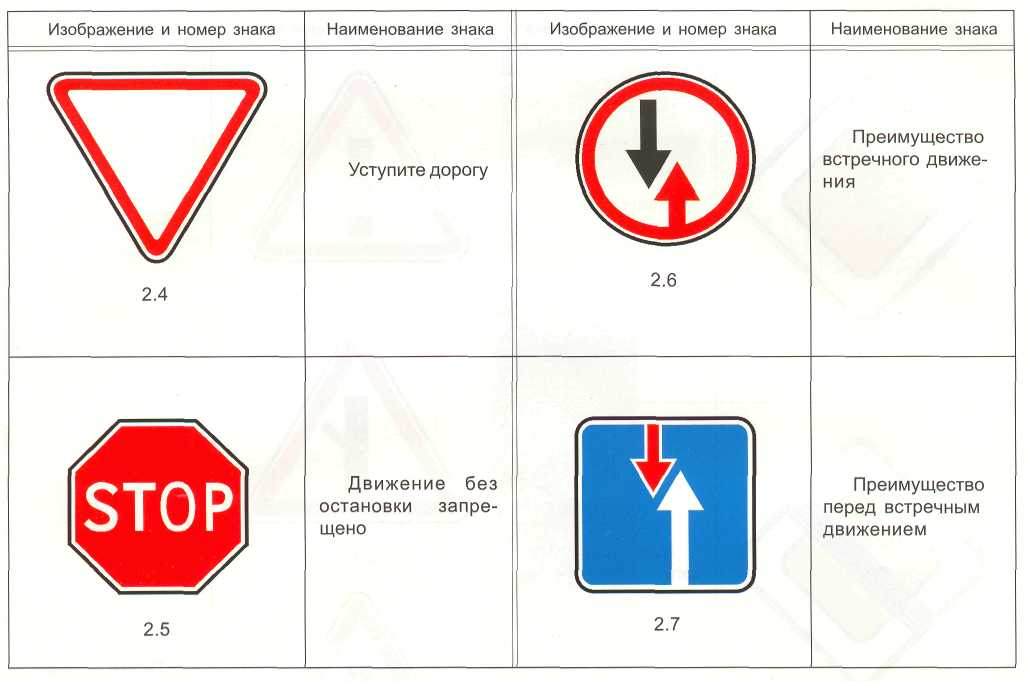 Изображение и номер знака
Наименование знака
Изображение и номер знака
Наименование знака
2.4
Уступите дорогу
2.6
Преимущество
встречного движе-
ния
STOP
2.5
Движение без
остановки запре-
щено
2.7
Преимущество
перед встречным
движением